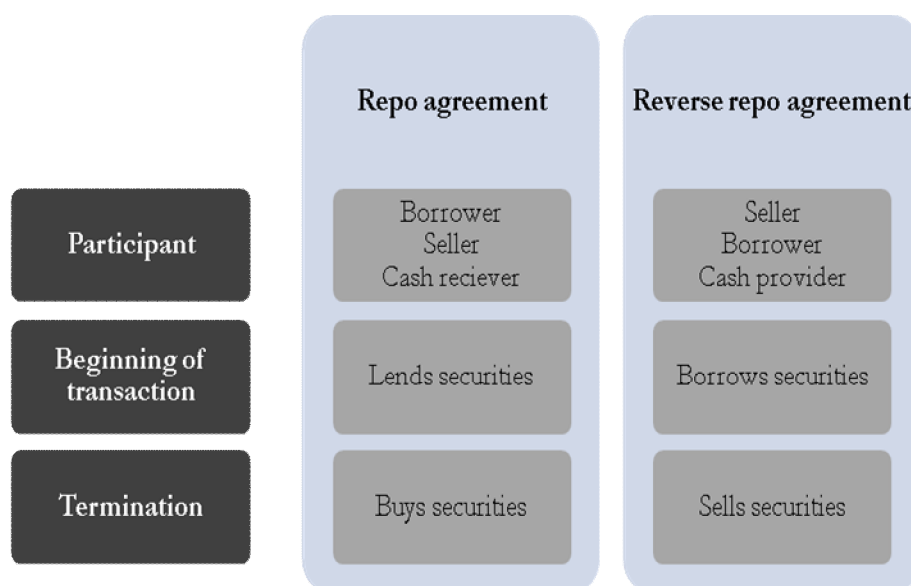 Repo agreement
Reverse repo agreement
Participant
Borrower
Seller
Cash reciever
Seller
Borrower
Cash provider
Beginning of
transaction
Lends securities
Borrows securities
Termination
Buys securities
Sells securities